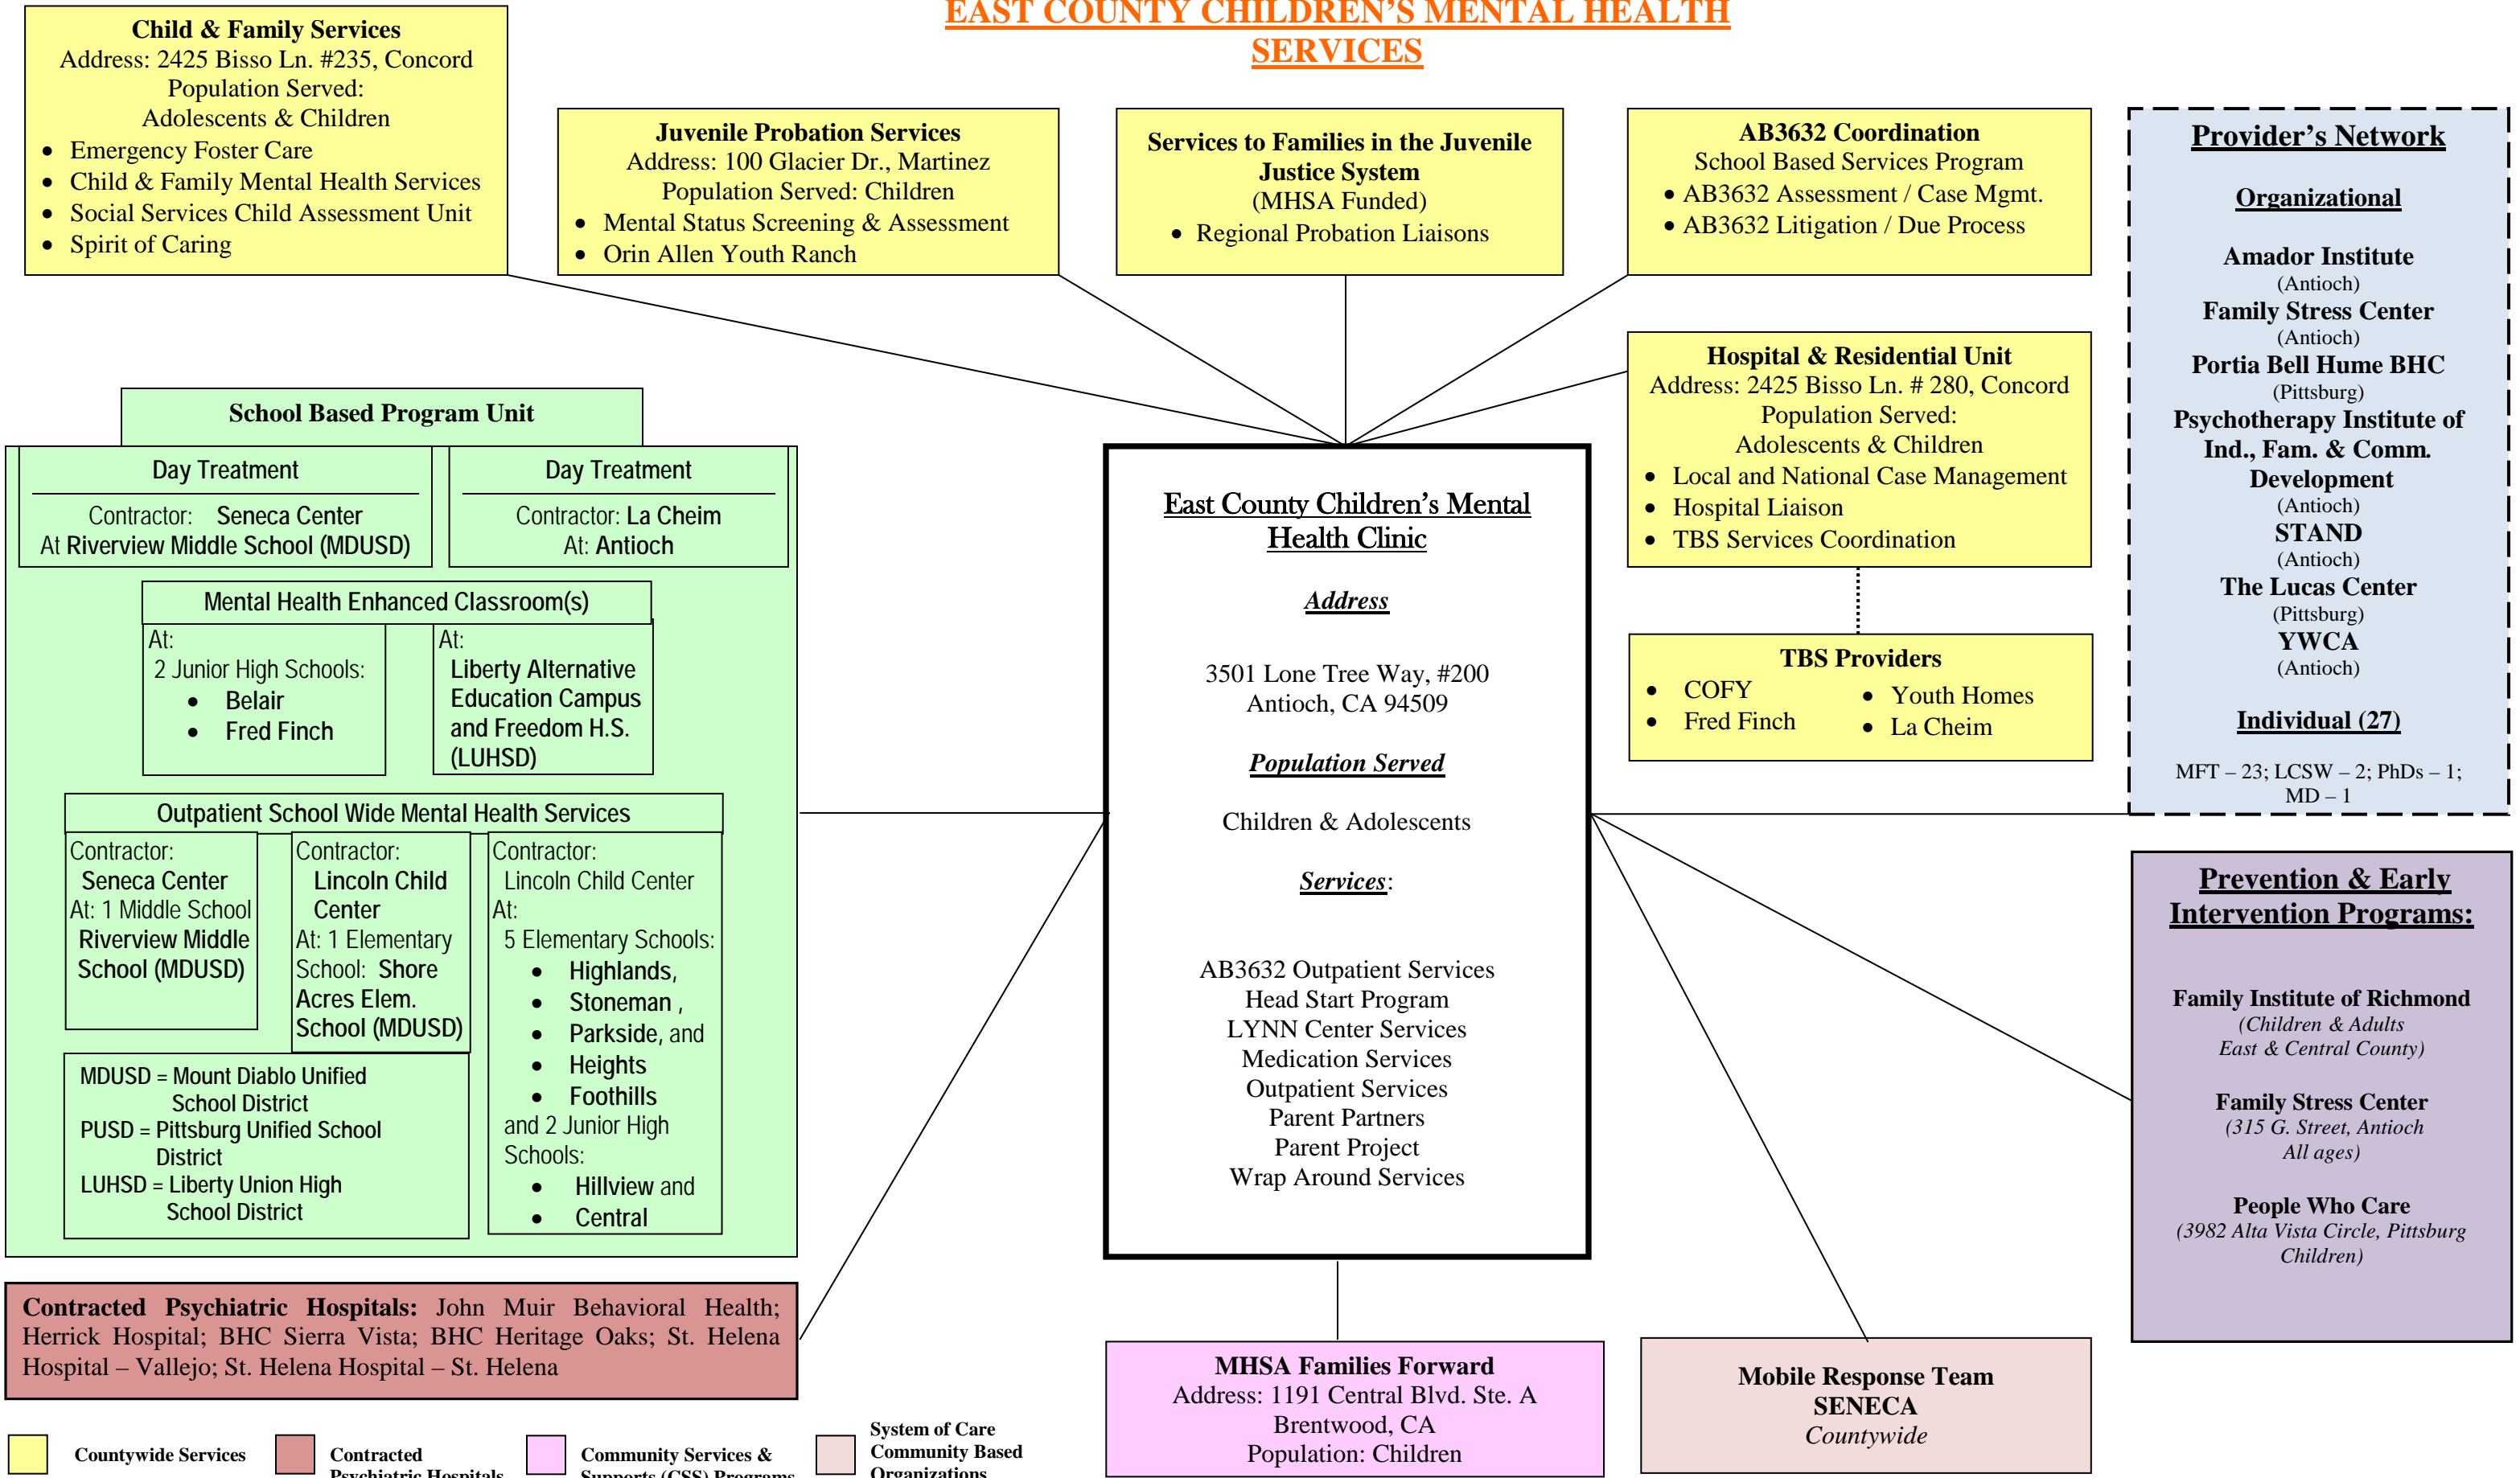 EAST COUNTY CHILDREN'S MENTAL HEALTH
SERVICES
Child & Family Services
Address: 2425 Bisso Ln. #235, Concord
Population Served:
Adolescents & Children
• Emergency Foster Care
• Child & Family Mental Health Services
• Social Services Child Assessment Unit
• Spirit of Caring
Juvenile Probation Services
Address: 100 Glacier Dr., Martinez
Population Served: Children
• Mental Status Screening & Assessment
• Orin Allen Youth Ranch
Services to Families in the Juvenile
Justice System
(MHSA Funded)
• Regional Probation Liaisons
AB3632 Coordination
School Based Services Program
• AB3632 Assessment / Case Mgmt.
• AB3632 Litigation / Due Process
Provider's Network
Organizational
Amador Institute
(Antioch)
Family Stress Center
(Antioch)
Portia Bell Hume BHC
(Pittsburg)
Psychotherapy Institute of
Ind., Fam. & Comm.
Development
(Antioch)
STAND
(Antioch)
The Lucas Center
(Pittsburg)
YWCA
(Antioch)
Individual (27)
MFT – 23; LCSW – 2; PhDs – 1;
MD – 1
Hospital & Residential Unit
Address: 2425 Bisso Ln. # 280, Concord
Population Served:
Adolescents & Children
• Local and National Case Management
• Hospital Liaison
• TBS Services Coordination
TBS Providers
• COFY
• Fred Finch
• Youth Homes
• La Cheim
School Based Program Unit
Day Treatment
Contractor: Seneca Center
At Riverview Middle School (MDUSD)
Day Treatment
Contractor: La Cheim
At: Antioch
Mental Health Enhanced Classroom(s)
At:
2 Junior High Schools:
• Belair
• Fred Finch
At:
Liberty Alternative
Education Campus
and Freedom H.S.
(LUHSD)
Outpatient School Wide Mental Health Services
Contractor:
Seneca Center
At: 1 Middle School
Riverview Middle
School (MDUSD)
Contractor:
Lincoln Child
Center
At: 1 Elementary
School: Shore
Acres Elem.
School (MDUSD)
Contractor:
Lincoln Child Center
At:
5 Elementary Schools:
• Highlands,
• Stoneman ,
• Parkside, and
• Heights
• Foothills
and 2 Junior High
Schools:
• Hillview and
• Central
MDUSD = Mount Diablo Unified
School District
PUSD = Pittsburg Unified School
District
LUHSD = Liberty Union High
School District
East County Children's Mental
Health Clinic
Address
3501 Lone Tree Way, #200
Antioch, CA 94509
Population Served
Children & Adolescents
Services:
AB3632 Outpatient Services
Head Start Program
LYNN Center Services
Medication Services
Outpatient Services
Parent Partners
Parent Project
Wrap Around Services
Prevention & Early
Intervention Programs:
Family Institute of Richmond
(Children & Adults
East & Central County)
Family Stress Center
(315 G. Street, Antioch
All ages)
People Who Care
(3982 Alta Vista Circle, Pittsburg
Children)
Contracted Psychiatric Hospitals: John Muir Behavioral Health;
Herrick Hospital; BHC Sierra Vista; BHC Heritage Oaks; St. Helena
Hospital – Vallejo; St. Helena Hospital – St. Helena
MHSA Families Forward
Address: 1191 Central Blvd. Ste. A
Brentwood, CA
Population: Children
Mobile Response Team
SENECA
Countywide
Countywide Services
Contracted
Psychiatric Hospitals
Community Services &
Supports (CSS) Programs
System of Care
Community Based
Organizations